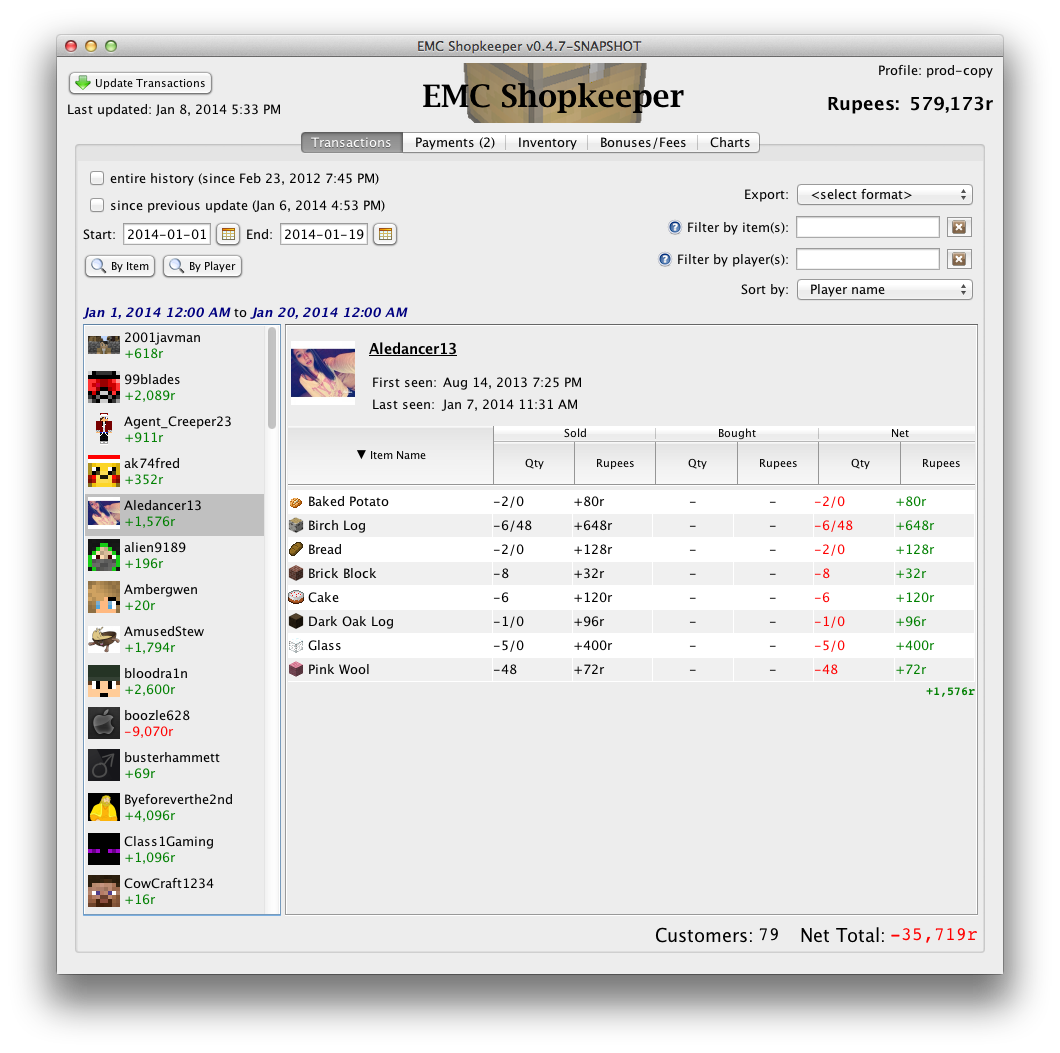 EMC Shopkeeper v0.4.7-SNAPSHOT
Update Transactions
Last updated: Jan 8, 2014 5:33 PM
EMC Shopkeeper
Profile: prod-copy
Rupees: 579,173r
Transactions Payments (2) Inventory Bonuses/Fees Charts
entire history (since Feb 23, 2012 7:45 PM)
since previous update (Jan 6, 2014 4:53 PM)
Start: 2014-01-01 End: 2014-01-19
By Item By Player
Export: <select format>
Filter by item(s):
Filter by player(s):
Sort by: Player name
Jan 1, 2014 12:00 AM to Jan 20, 2014 12:00 AM
2001javman
+618r
99blades
+2,089r
Agent_Creeper23
+911r
ak74fred
+352r
Aledancer13
+1,576r
alien9189
+196r
Ambergwen
+20r
AmusedStew
+1,794r
bloodra1n
+2,600r
boozle628
-9,070r
busterhammett
+69r
Byeforeverthe2nd
+4,096r
Class1Gaming
+1,096r
CowCraft1234
+16r
Aledancer13
First seen: Aug 14, 2013 7:25 PM
Last seen: Jan 7, 2014 11:31 AM
Sold Bought Net
▼ Item Name Qty Rupees Qty Rupees Qty Rupees
Baked Potato -2/0 +80r - - -2/0 +80r
Birch Log -6/48 +648r - - -6/48 +648r
Bread -2/0 +128r - - -2/0 +128r
Brick Block -8 +32r - - -8 +32r
Cake -6 +120r - - -6 +120r
Dark Oak Log -1/0 +96r - - -1/0 +96r
Glass -5/0 +400r - - -5/0 +400r
Pink Wool -48 +72r - - -48 +72r
+1,576r
Customers: 79 Net Total: -35,719r